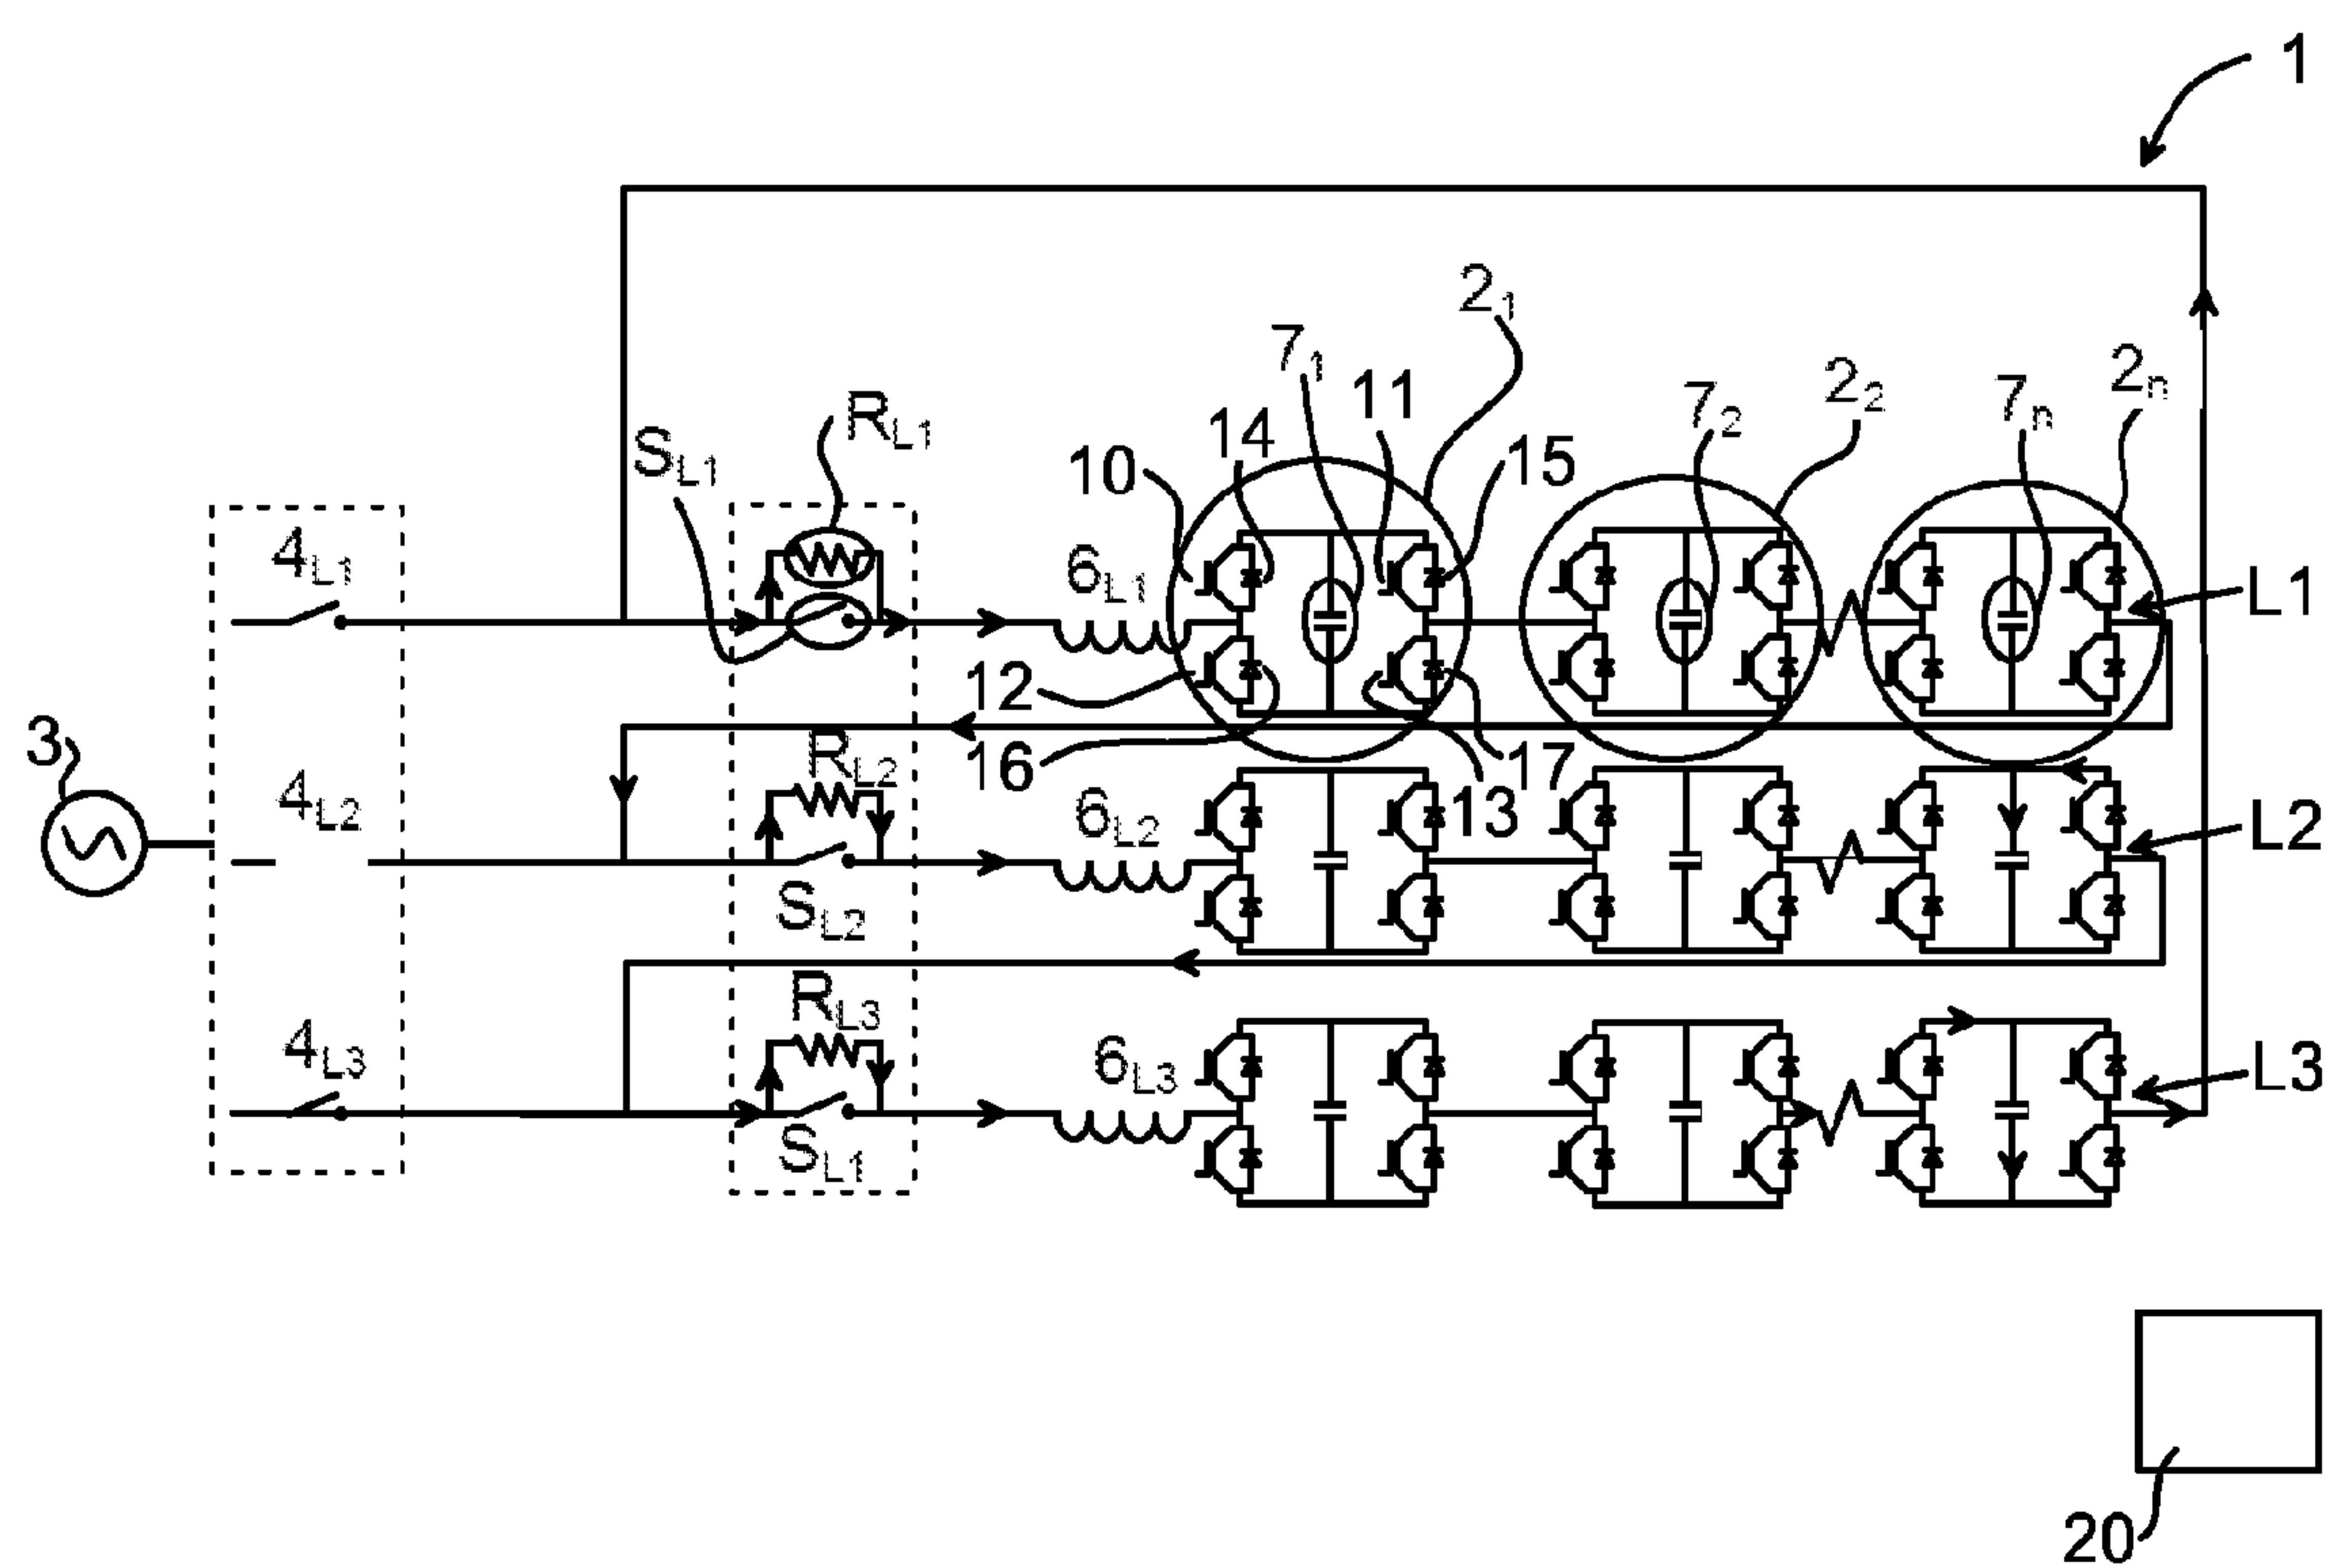 1
2₁
7₁
11
2₂
2ₙ
7₂
7ₙ
R_L1
S_L1
14
10
15
4_L1
6_L1
L1
12
3
16
R_L2
17
13
4_L2
6_L2
L2
S_L2
R_L3
4_L3
6_L3
L3
S_L1
20